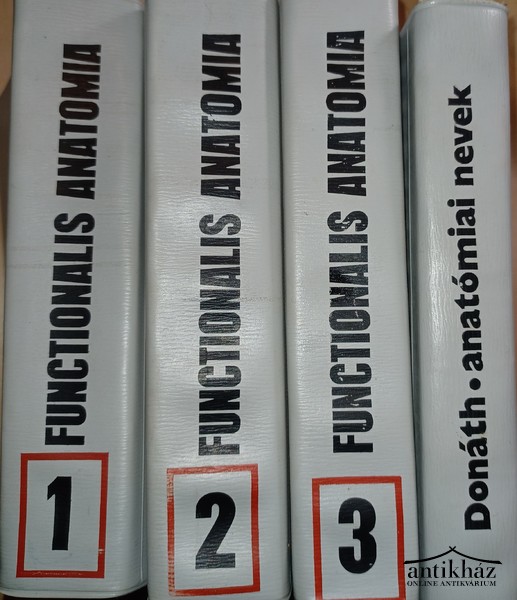 FUNCTIONALIS ANATOMIA
1
FUNCTIONALIS ANATOMIA
2
FUNCTIONALIS ANATOMIA
3
Donáth • anatómiai nevek
antikház
ONLINE ANTIKVÁRIUM